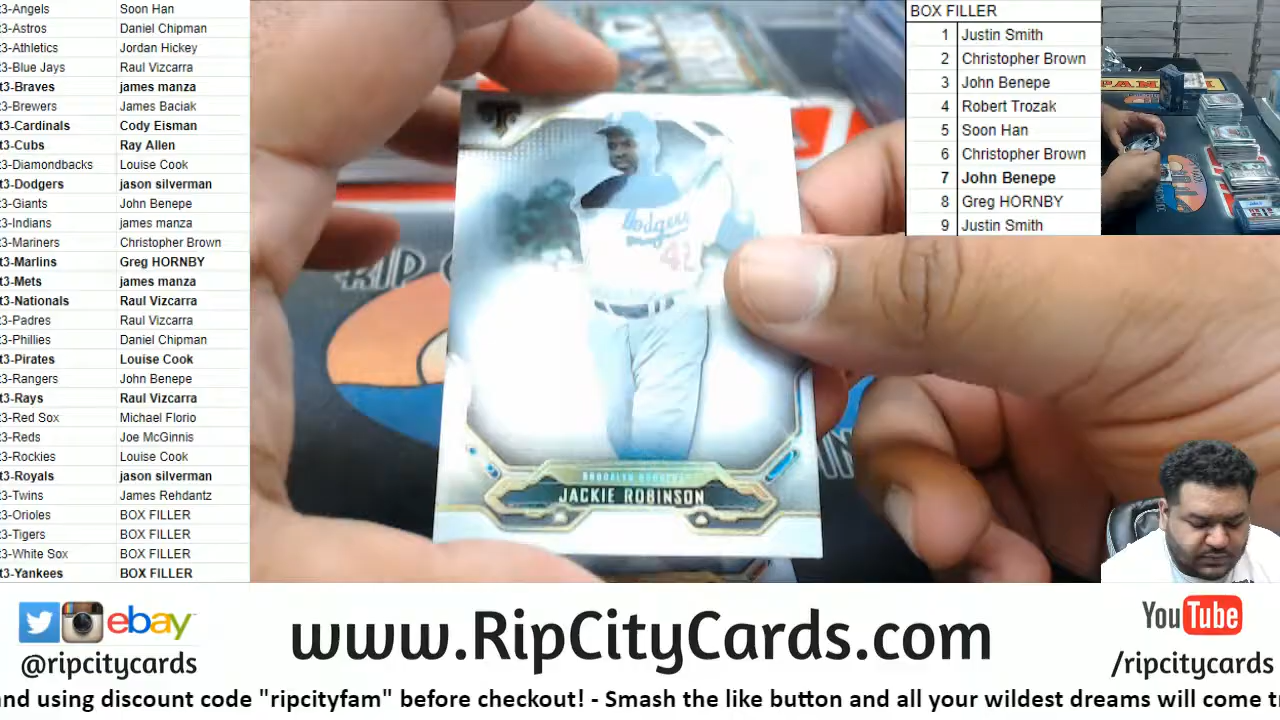 t3-Angels Soon Han
t3-Astros Daniel Chipman
t3-Athletics Jordan Hickey
t3-Blue Jays Raul Vizcarra
t3-Braves james manza
t3-Brewers James Baciak
t3-Cardinals Cody Eisman
t3-Cubs Ray Allen
t3-Diamondbacks Louise Cook
t3-Dodgers jason silverman
t3-Giants John Benepe
t3-Indians james manza
t3-Mariners Christopher Brown
t3-Marlins Greg HORNBY
t3-Mets james manza
t3-Nationals Raul Vizcarra
t3-Padres Raul Vizcarra
t3-Phillies Daniel Chipman
t3-Pirates Louise Cook
t3-Rangers John Benepe
t3-Rays Raul Vizcarra
t3-Red Sox Michael Florio
t3-Reds Joe McGinnis
t3-Rockies Louise Cook
t3-Royals jason silverman
t3-Twins James Rehdantz
t3-Orioles BOX FILLER
t3-Tigers BOX FILLER
t3-White Sox BOX FILLER
t3-Yankees BOX FILLER
Dodgers
42
BROOKLYN DODGERS
JACKIE ROBINSON
RIP
BOX FILLER
1 Justin Smith
2 Christopher Brown
3 John Benepe
4 Robert Trozak
5 Soon Han
6 Christopher Brown
7 John Benepe
8 Greg HORNBY
9 Justin Smith
ebay
@ripcitycards
www.RipCityCards.com
YouTube
/ripcitycards
and using discount code "ripcityfam" before checkout! - Smash the like button and all your wildest dreams will come t